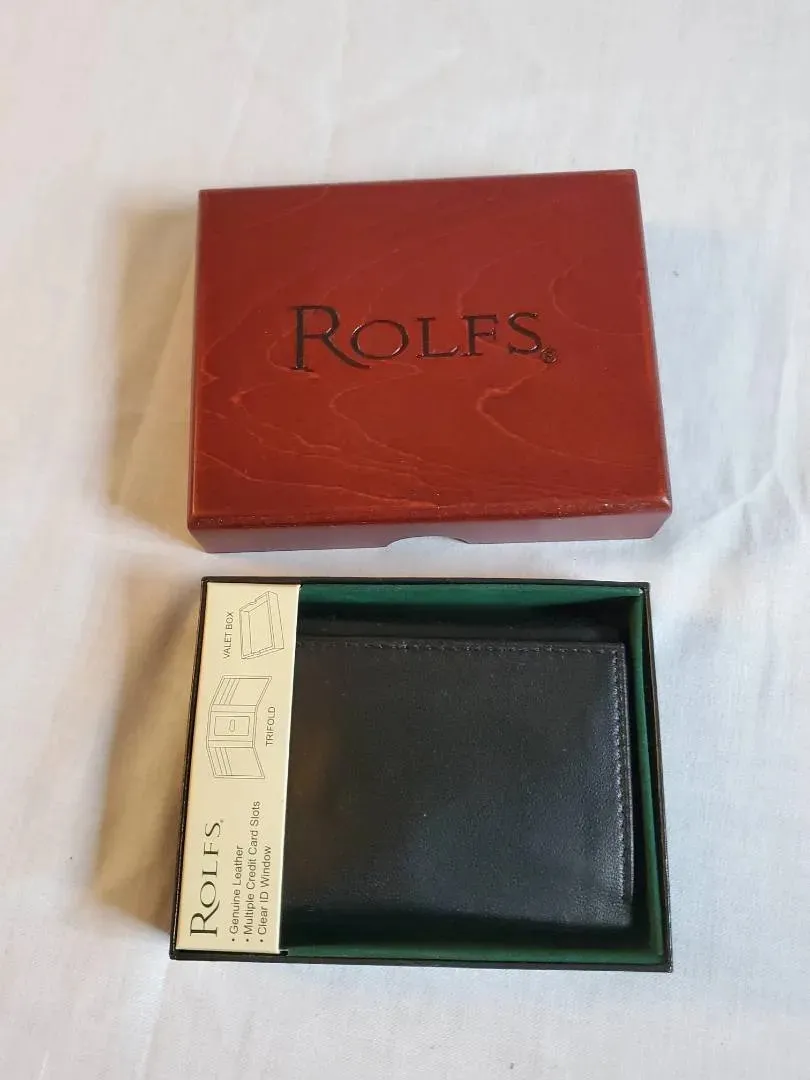 ROLFS®
VALET BOX
TRIFOLD
ROLFS®
• Genuine Leather
• Multiple Credit Card Slots
• Clear ID Window